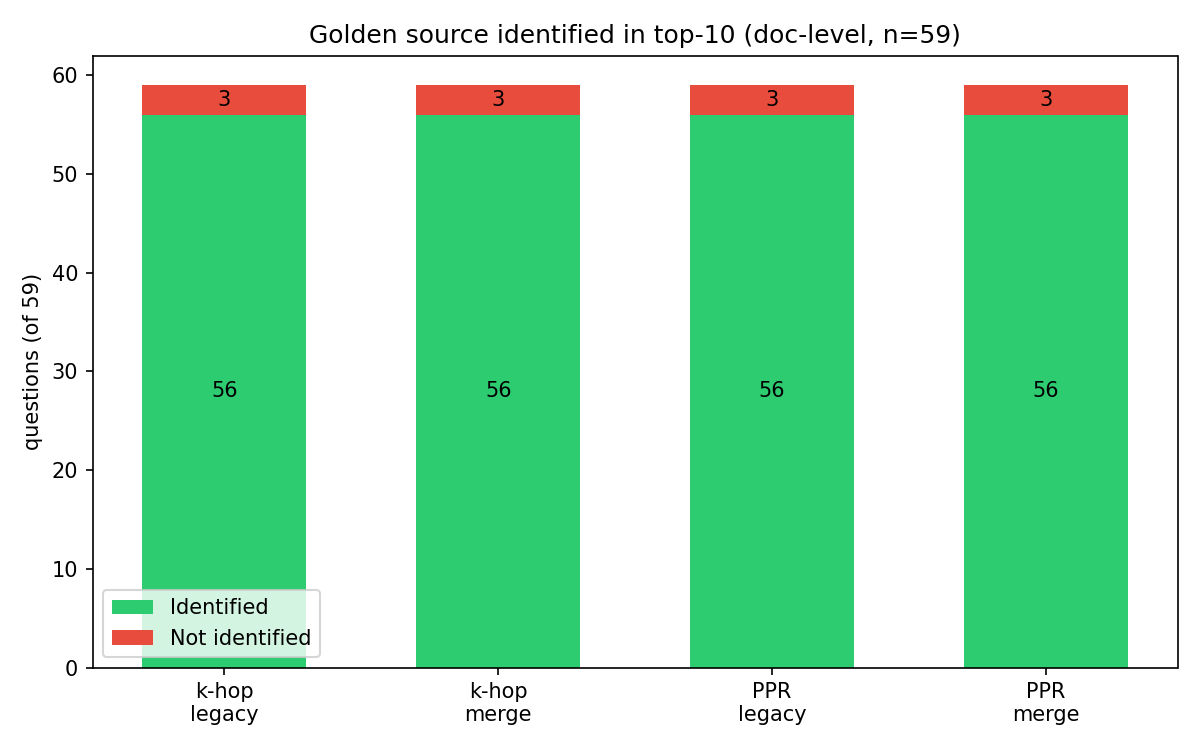 Golden source identified in top-10 (doc-level, n=59)
60
50
40
30
20
10
0
questions (of 59)
3
3
3
3
56
56
56
56
Identified
Not identified
k-hop
legacy
k-hop
merge
PPR
legacy
PPR
merge